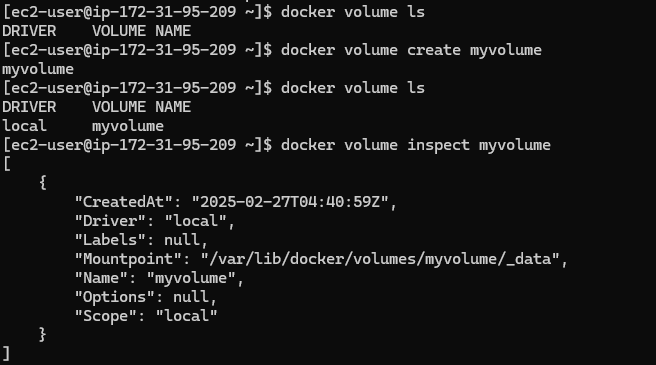 [ec2-user@ip-172-31-95-209 ~]$ docker volume ls
DRIVER    VOLUME NAME
[ec2-user@ip-172-31-95-209 ~]$ docker volume create myvolume
myvolume
[ec2-user@ip-172-31-95-209 ~]$ docker volume ls
DRIVER    VOLUME NAME
local     myvolume
[ec2-user@ip-172-31-95-209 ~]$ docker volume inspect myvolume
[
    {
        "CreatedAt": "2025-02-27T04:40:59Z",
        "Driver": "local",
        "Labels": null,
        "Mountpoint": "/var/lib/docker/volumes/myvolume/_data",
        "Name": "myvolume",
        "Options": null,
        "Scope": "local"
    }
]